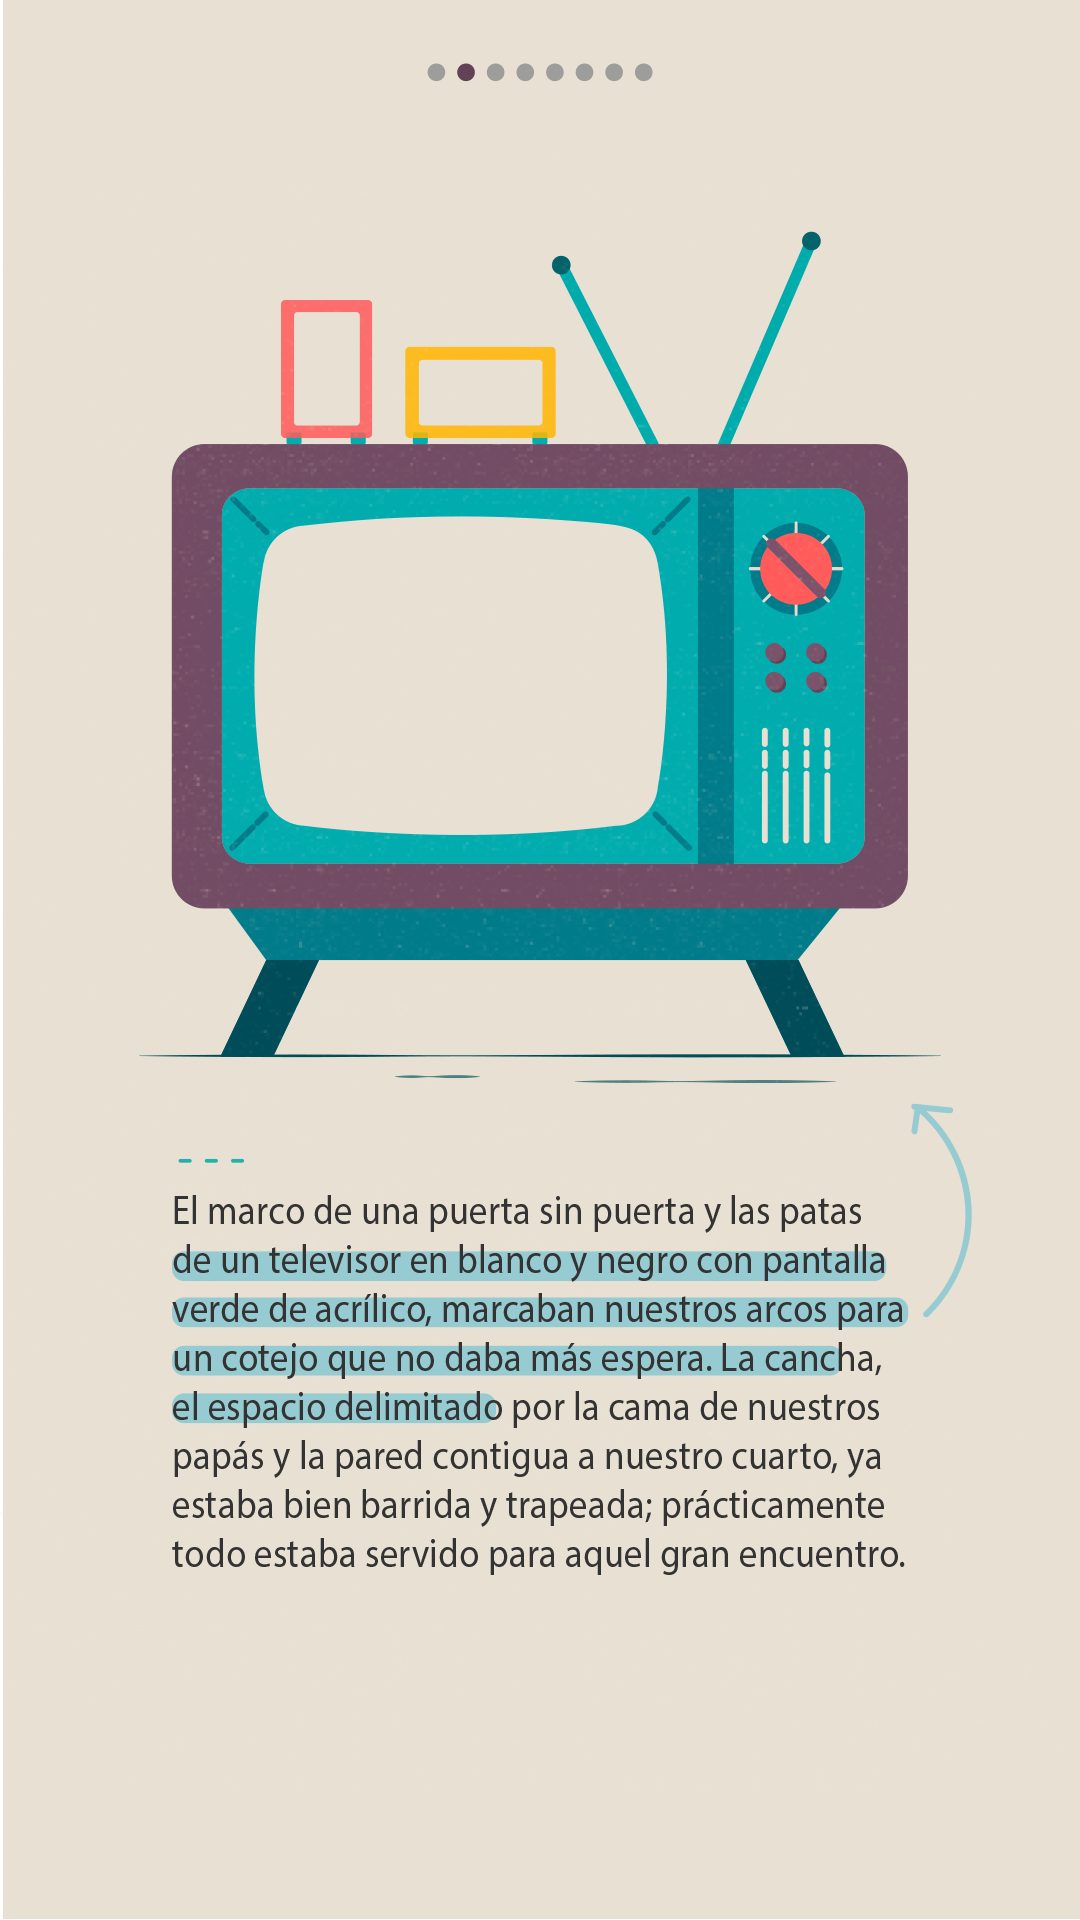 El marco de una puerta sin puerta y las patas
de un televisor en blanco y negro con pantalla
verde de acrílico, marcaban nuestros arcos para
un cotejo que no daba más espera. La cancha,
el espacio delimitado por la cama de nuestros
papás y la pared contigua a nuestro cuarto, ya
estaba bien barrida y trapeada; prácticamente
todo estaba servido para aquel gran encuentro.